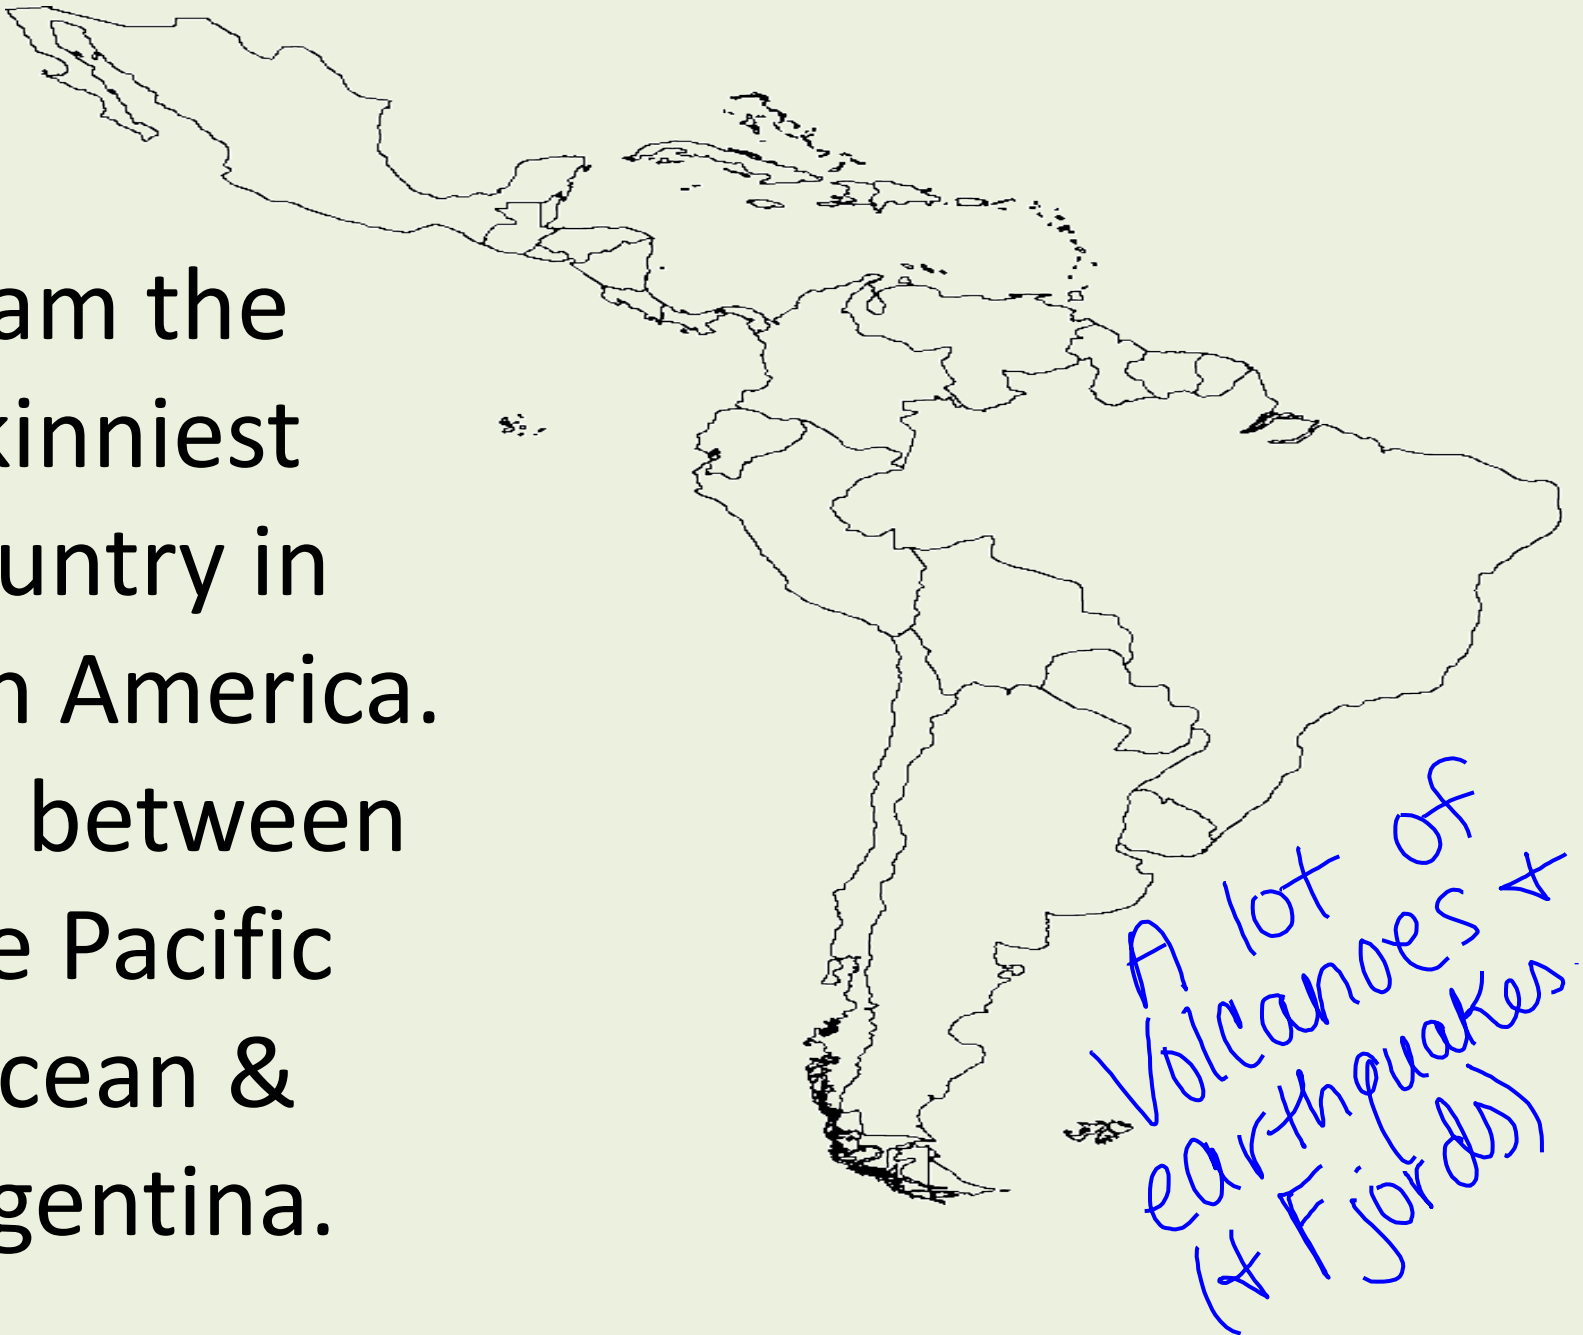 am the
kinniest
untry in
n America.
between
e Pacific
cean &
gentina.
A lot of
Volcanoes +
earthquakes
(+ Fjords)